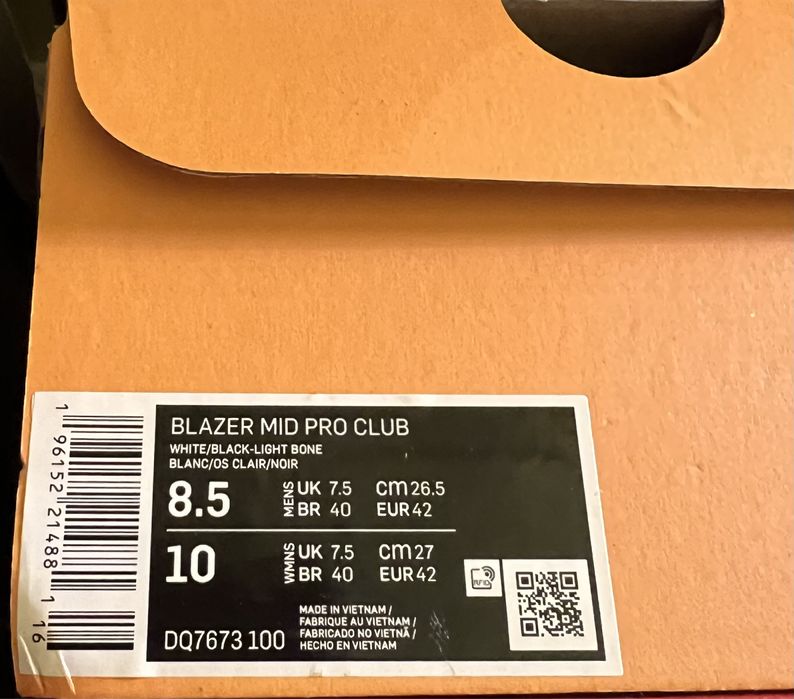 BLAZER MID PRO CLUB
WHITE/BLACK-LIGHT BONE
BLANC/OS CLAIR/NOIR
8.5 MENS UK 7.5 CM 26.5
BR 40 EUR 42
10 WMNS UK 7.5 CM 27
BR 40 EUR 42
RFID
MADE IN VIETNAM /
FABRIQUE AU VIETNAM /
FABRICADO NO VIETNÃ /
HECHO EN VIETNAM
DQ7673 100
1 96152 21488 1 16